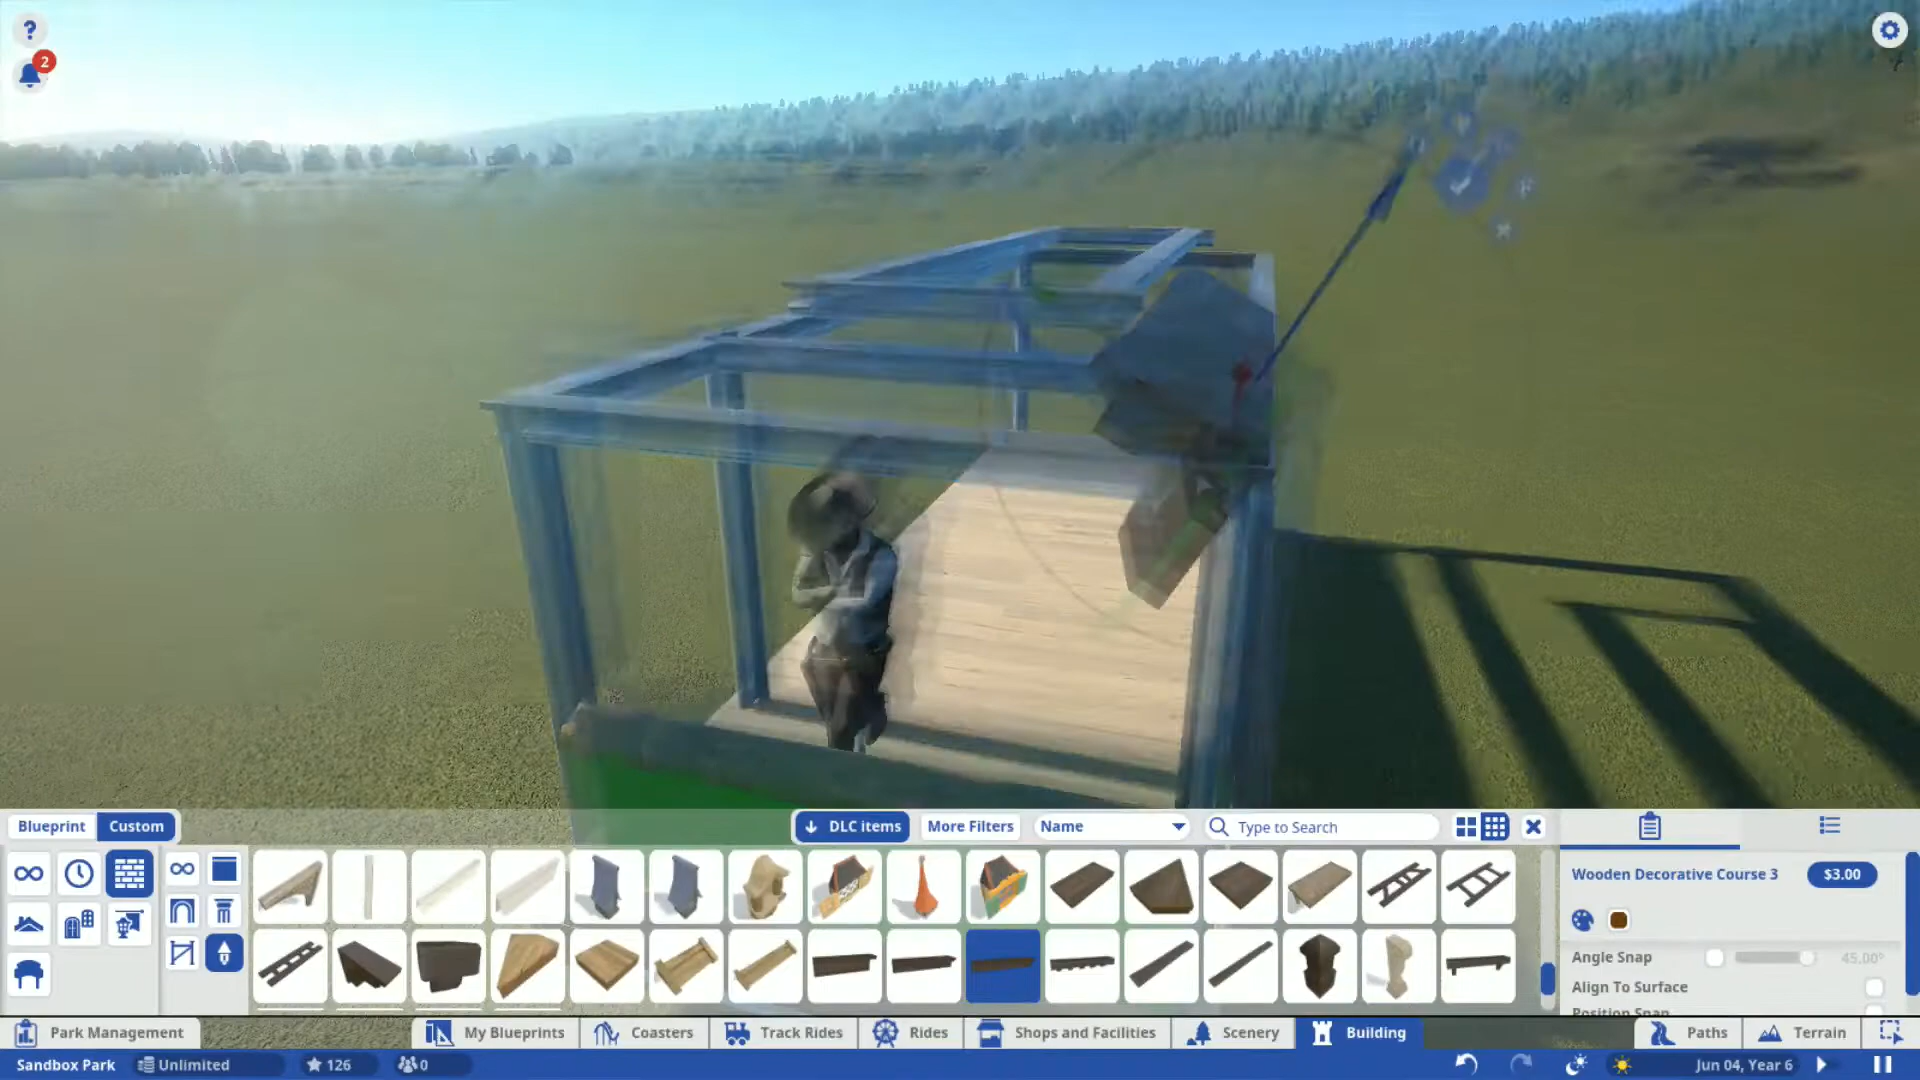 ?
2
Blueprint
Custom
DLC items
More Filters
Name
Type to Search
Wooden Decorative Course 3
$3.00
Angle Snap
45.00°
Align To Surface
Position Snap
Park Management
My Blueprints
Coasters
Track Rides
Rides
Shops and Facilities
Scenery
Building
Paths
Terrain
Sandbox Park
Unlimited
126
0
Jun 04, Year 6